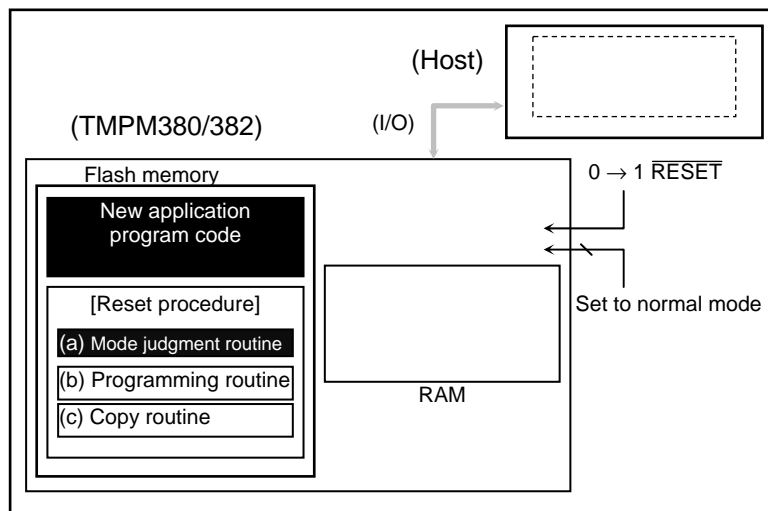 (Host)
(TMPM380/382)
(I/O)
Flash memory
0 → 1 R̅E̅S̅E̅T̅
New application
program code
[Reset procedure]
Set to normal mode
(a) Mode judgment routine
(b) Programming routine
(c) Copy routine
RAM